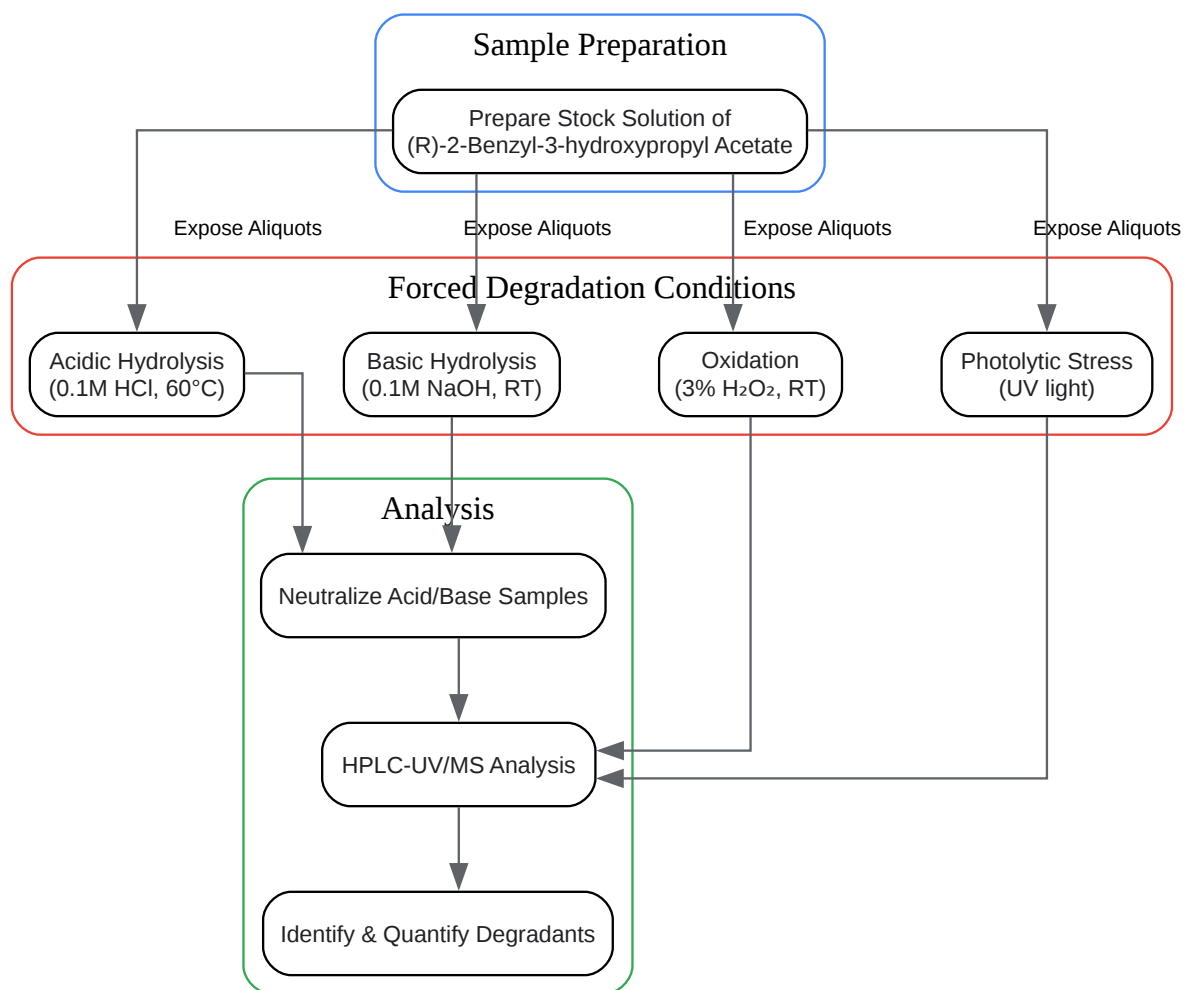 Sample Preparation
Prepare Stock Solution of
(R)-2-Benzyl-3-hydroxypropyl Acetate
Expose Aliquots
Expose Aliquots
Expose Aliquots
Expose Aliquots
Forced Degradation Conditions
Acidic Hydrolysis
(0.1M HCl, 60°C)
Basic Hydrolysis
(0.1M NaOH, RT)
Oxidation
(3% H₂O₂, RT)
Photolytic Stress
(UV light)
Analysis
Neutralize Acid/Base Samples
HPLC-UV/MS Analysis
Identify & Quantify Degradants